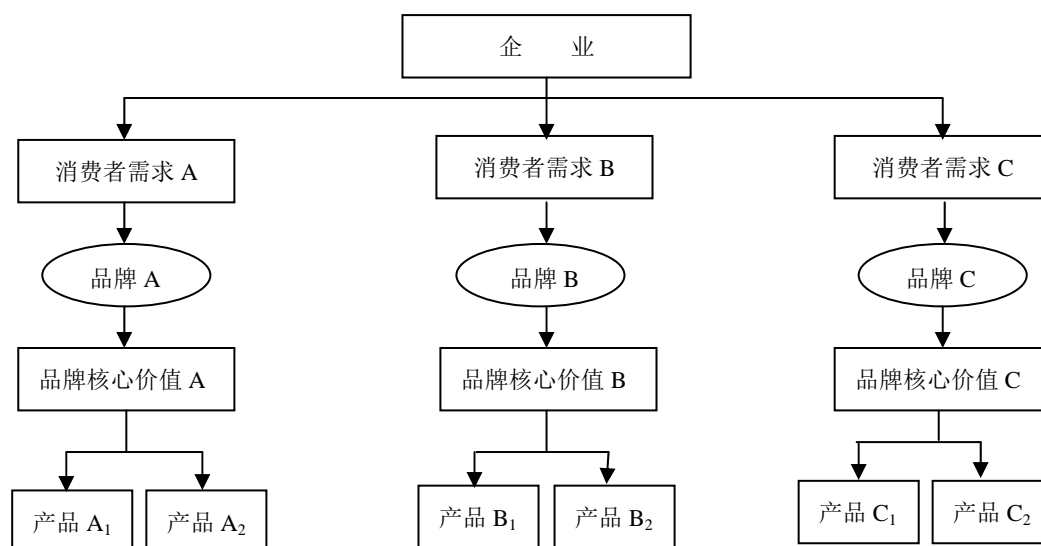 企 业
消费者需求 A
消费者需求 B
消费者需求 C
品牌 A
品牌 B
品牌 C
品牌核心价值 A
品牌核心价值 B
品牌核心价值 C
产品 A₁
产品 A₂
产品 B₁
产品 B₂
产品 C₁
产品 C₂